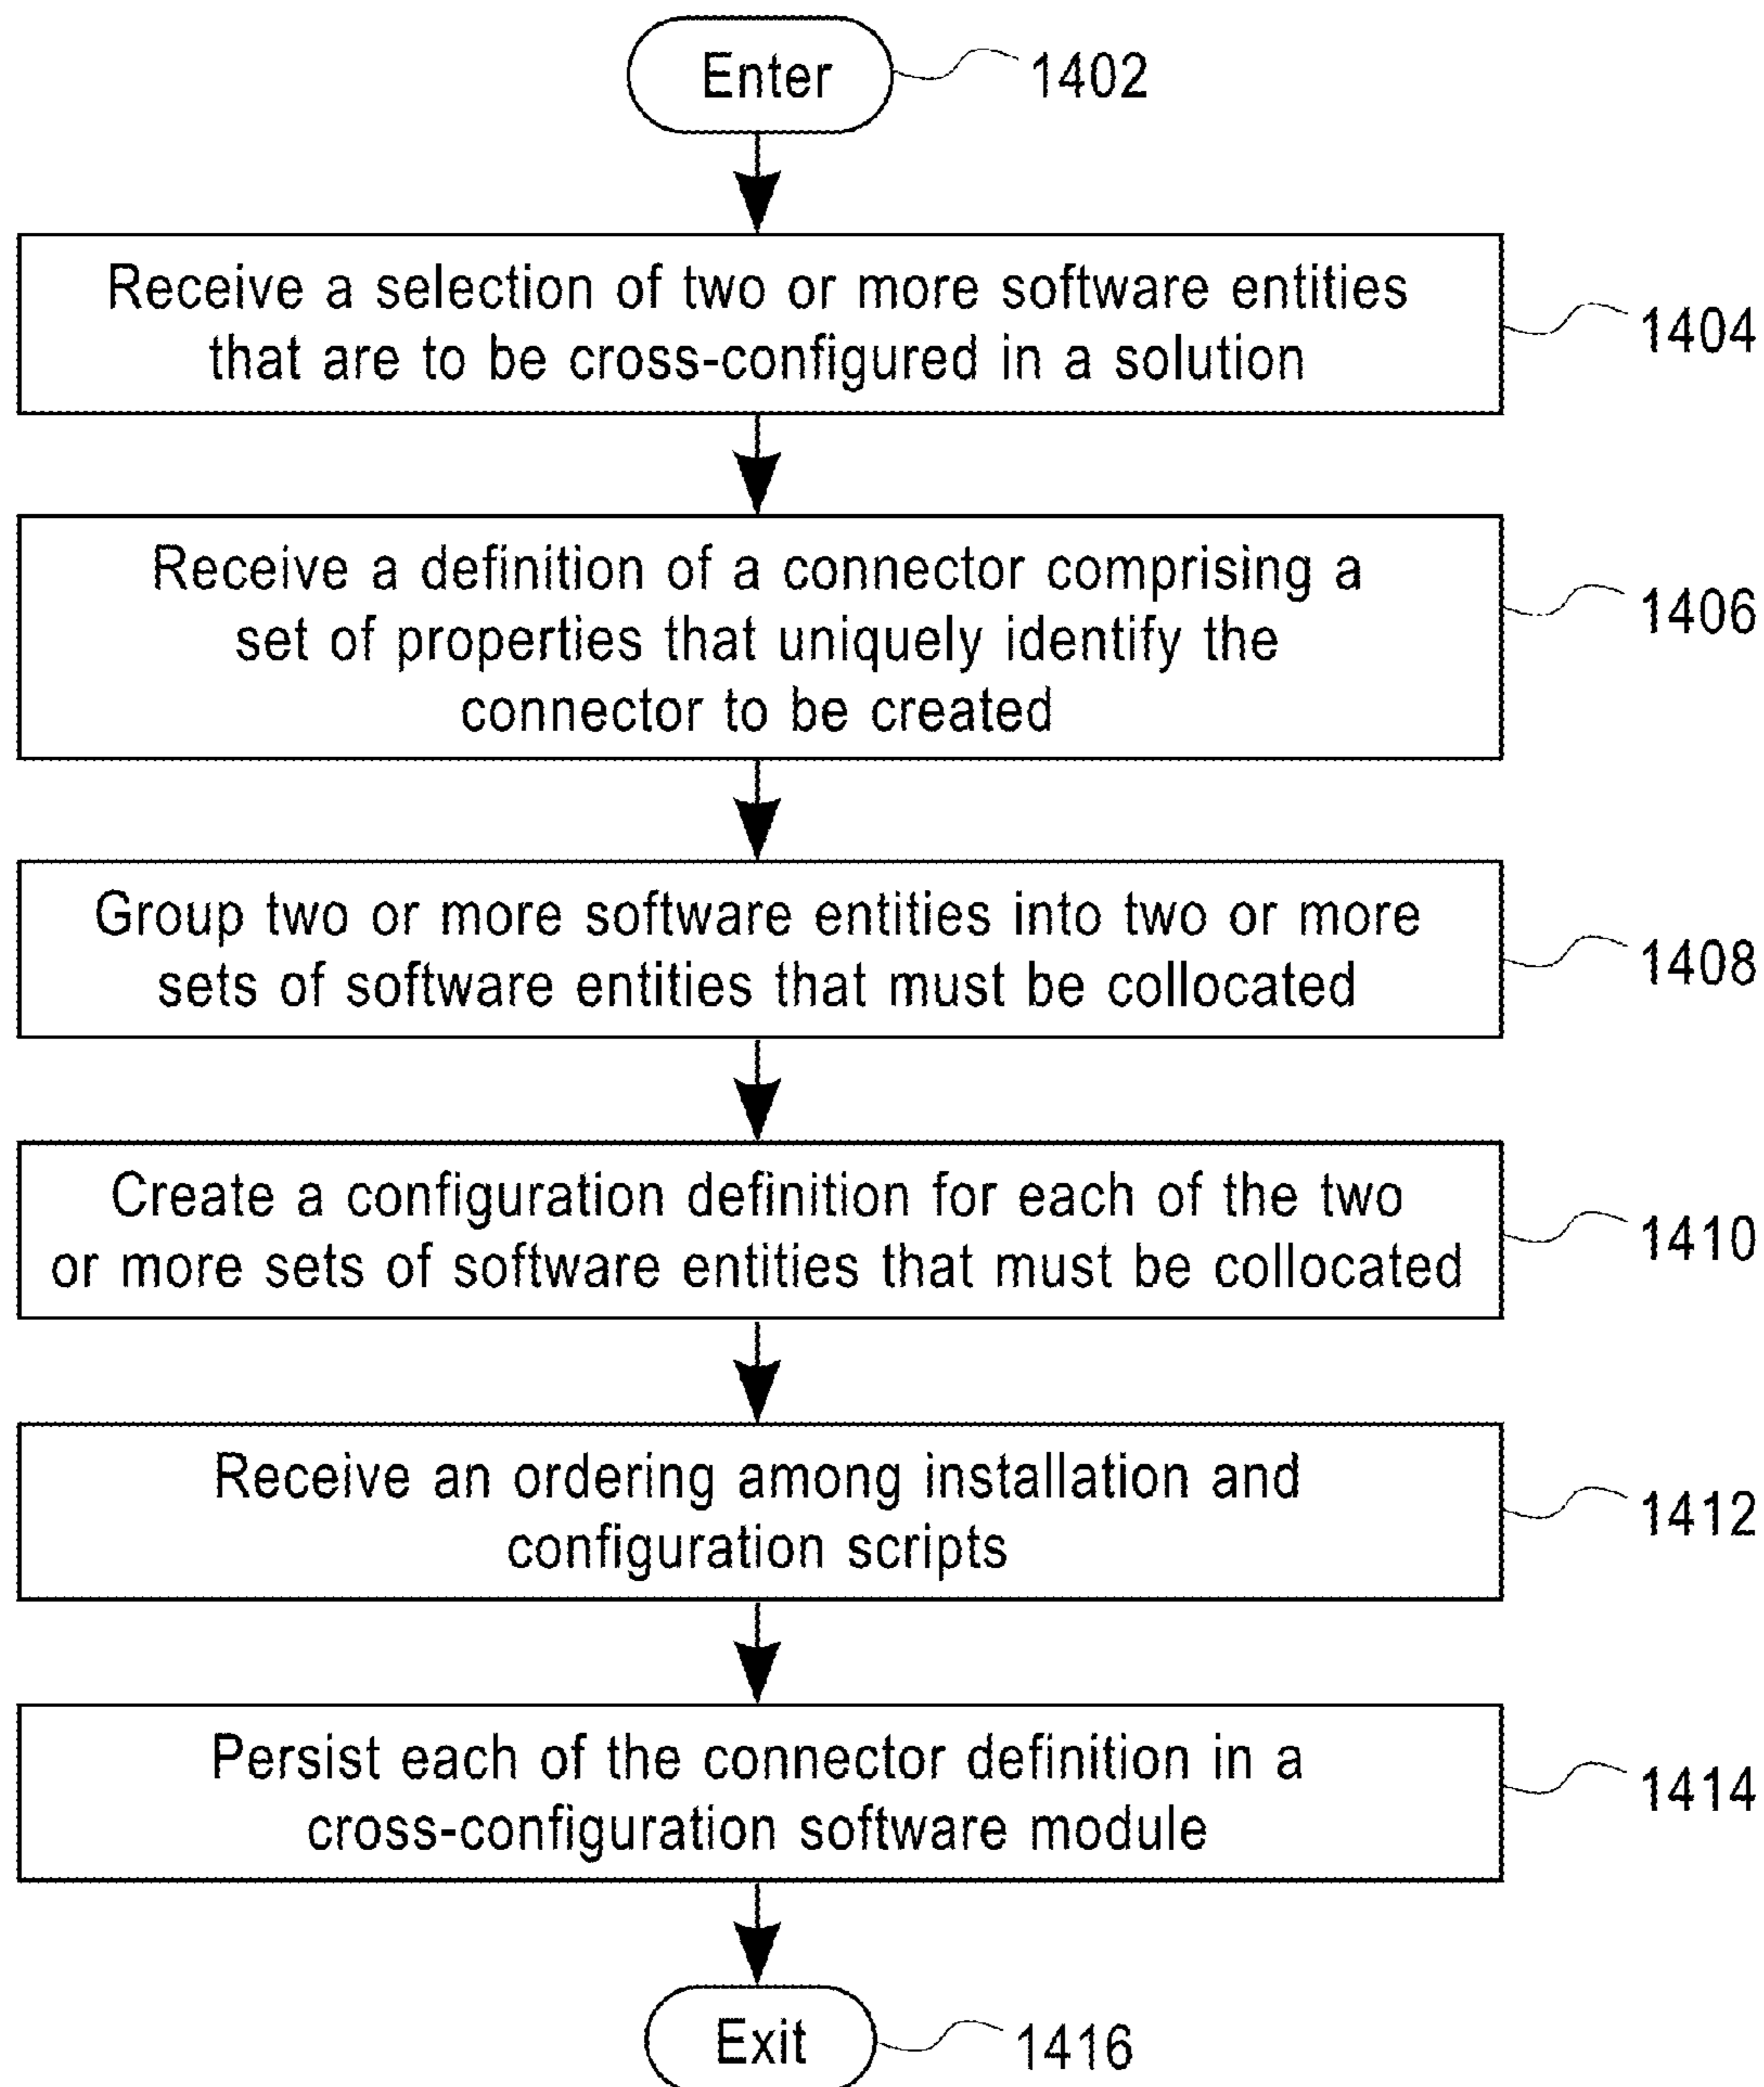 Enter
1402
Receive a selection of two or more software entities
that are to be cross-configured in a solution
1404
Receive a definition of a connector comprising a
set of properties that uniquely identify the
connector to be created
1406
Group two or more software entities into two or more
sets of software entities that must be collocated
1408
Create a configuration definition for each of the two
or more sets of software entities that must be collocated
1410
Receive an ordering among installation and
configuration scripts
1412
Persist each of the connector definition in a
cross-configuration software module
1414
Exit
1416